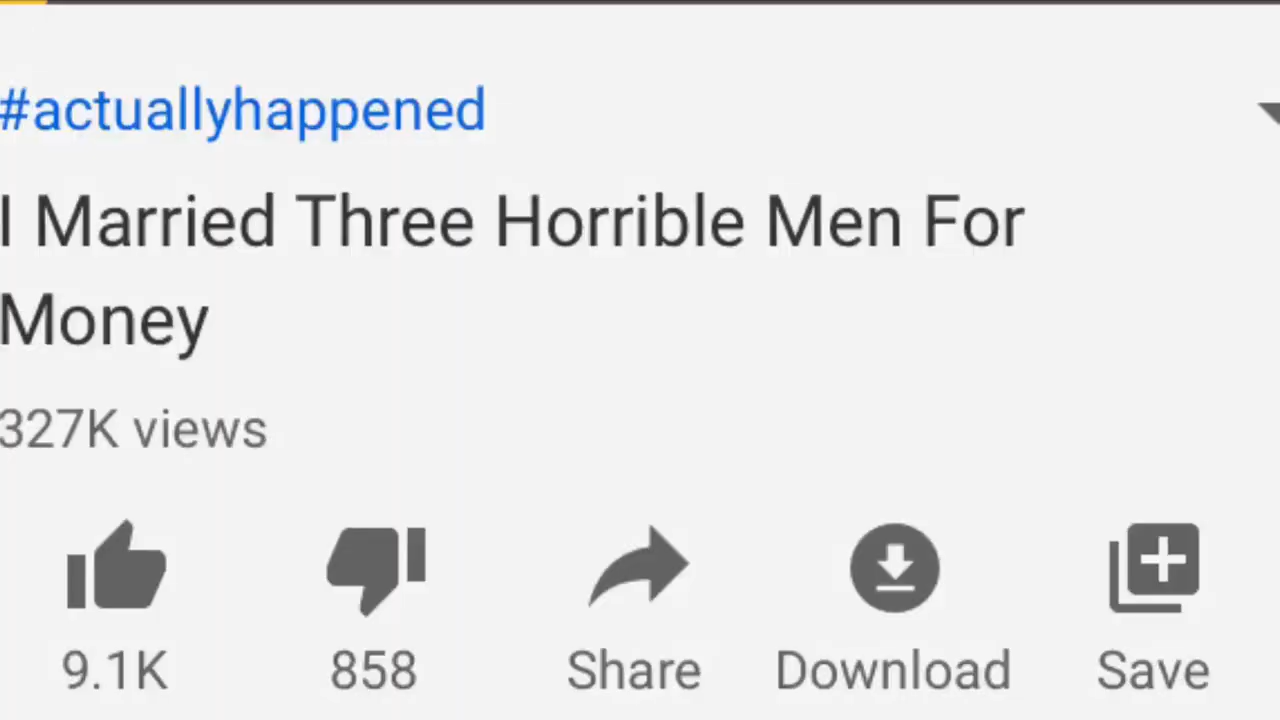 #actuallyhappened
I Married Three Horrible Men For
Money
327K views
9.1K 858 Share Download Save